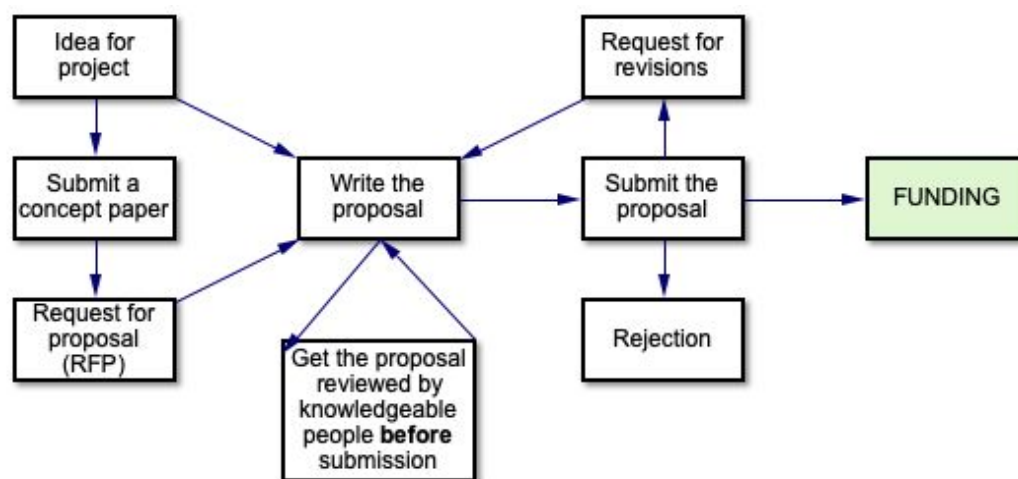 Idea for
project
Request for
revisions
Submit a
concept paper
Write the
proposal
Submit the
proposal
FUNDING
Request for
proposal
(RFP)
Get the proposal
reviewed by
knowledgeable
people before
submission
Rejection